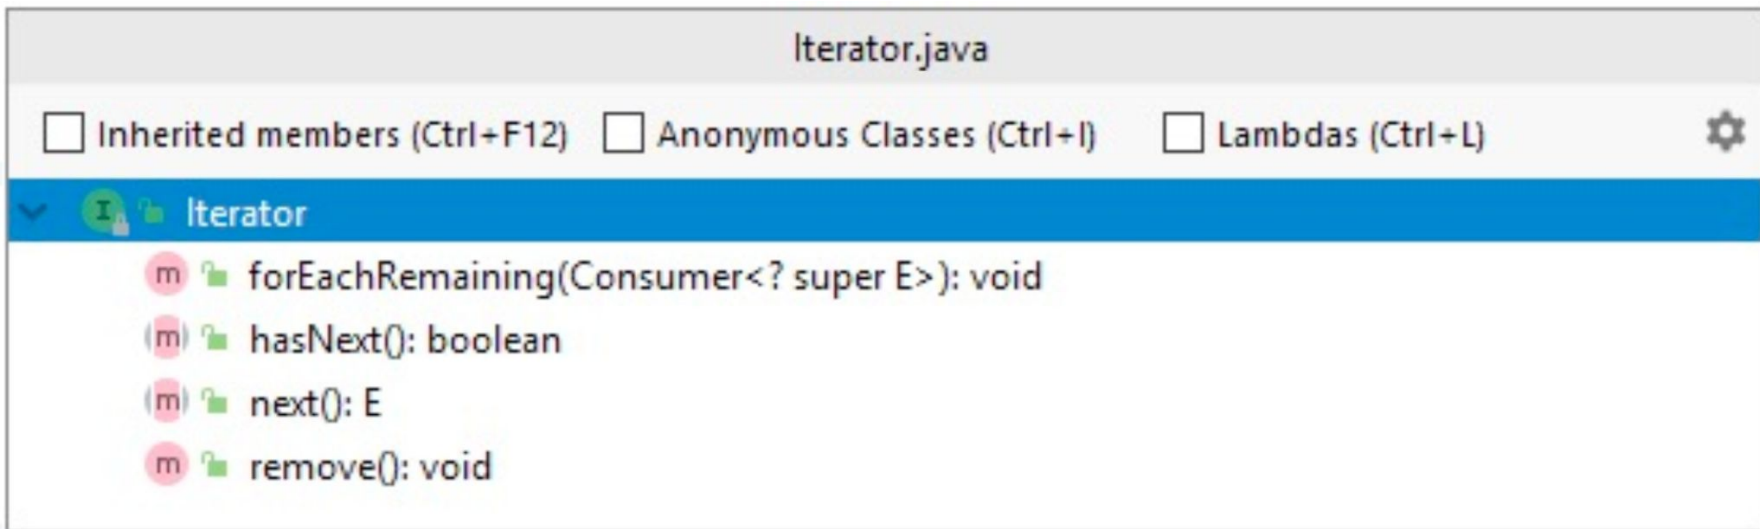 Iterator.java
Inherited members (Ctrl+F12) Anonymous Classes (Ctrl+I) Lambdas (Ctrl+L)
I Iterator
m forEachRemaining(Consumer<? super E>): void
m hasNext(): boolean
m next(): E
m remove(): void